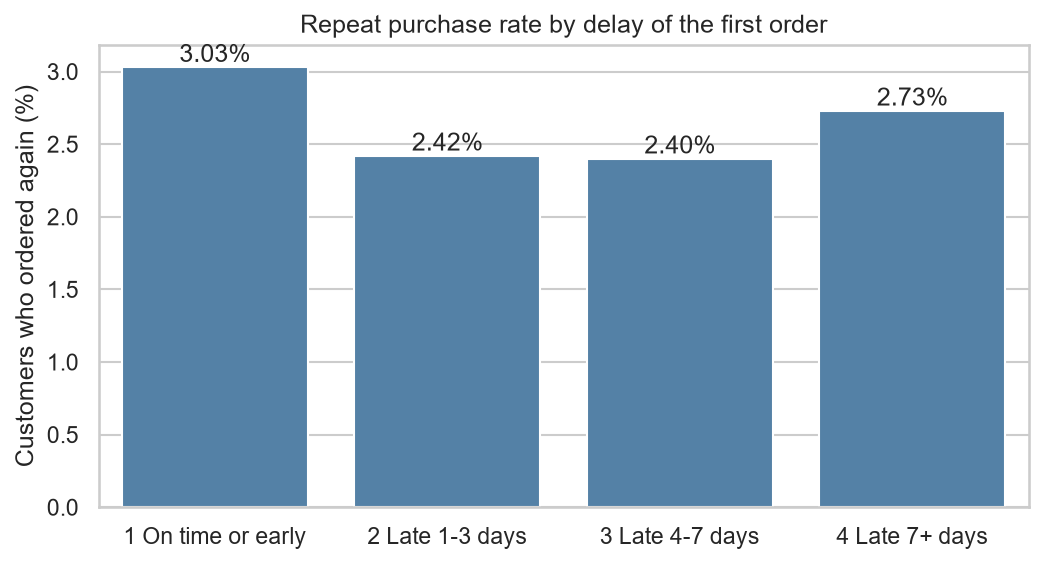 Repeat purchase rate by delay of the first order
Customers who ordered again (%)
3.0
2.5
2.0
1.5
1.0
0.5
0.0
3.03%
2.42%
2.40%
2.73%
1 On time or early
2 Late 1-3 days
3 Late 4-7 days
4 Late 7+ days